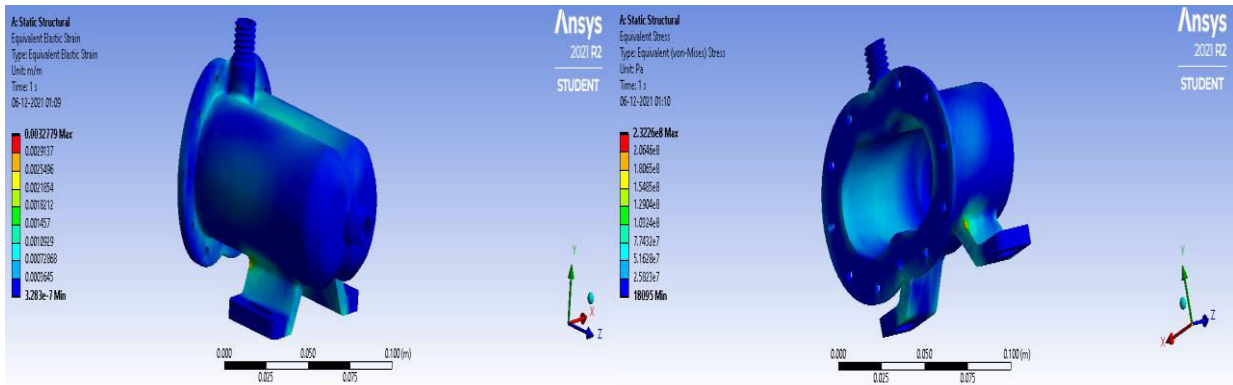 A: Static Structural
Equivalent Elastic Strain
Type: Equivalent Elastic Strain
Unit: m/m
Time: 1 s
06-12-2021 01:09
0.0032779 Max
0.0029137
0.0025496
0.0021854
0.0018212
0.001457
0.0010929
0.00072868
0.0003645
3.283e-7 Min
Ansys
2021 R2
STUDENT
Y
X
Z
0.000
0.050
0.100 (m)
0.025
0.075
A: Static Structural
Equivalent Stress
Type: Equivalent (von-Mises) Stress
Unit: Pa
Time: 1 s
06-12-2021 01:10
2.3226e8 Max
2.0646e8
1.8065e8
1.5485e8
1.2904e8
1.0324e8
7.7432e7
5.1628e7
2.5823e7
18095 Min
Ansys
2021 R2
STUDENT
Y
Z
X
0.000
0.050
0.100 (m)
0.025
0.075